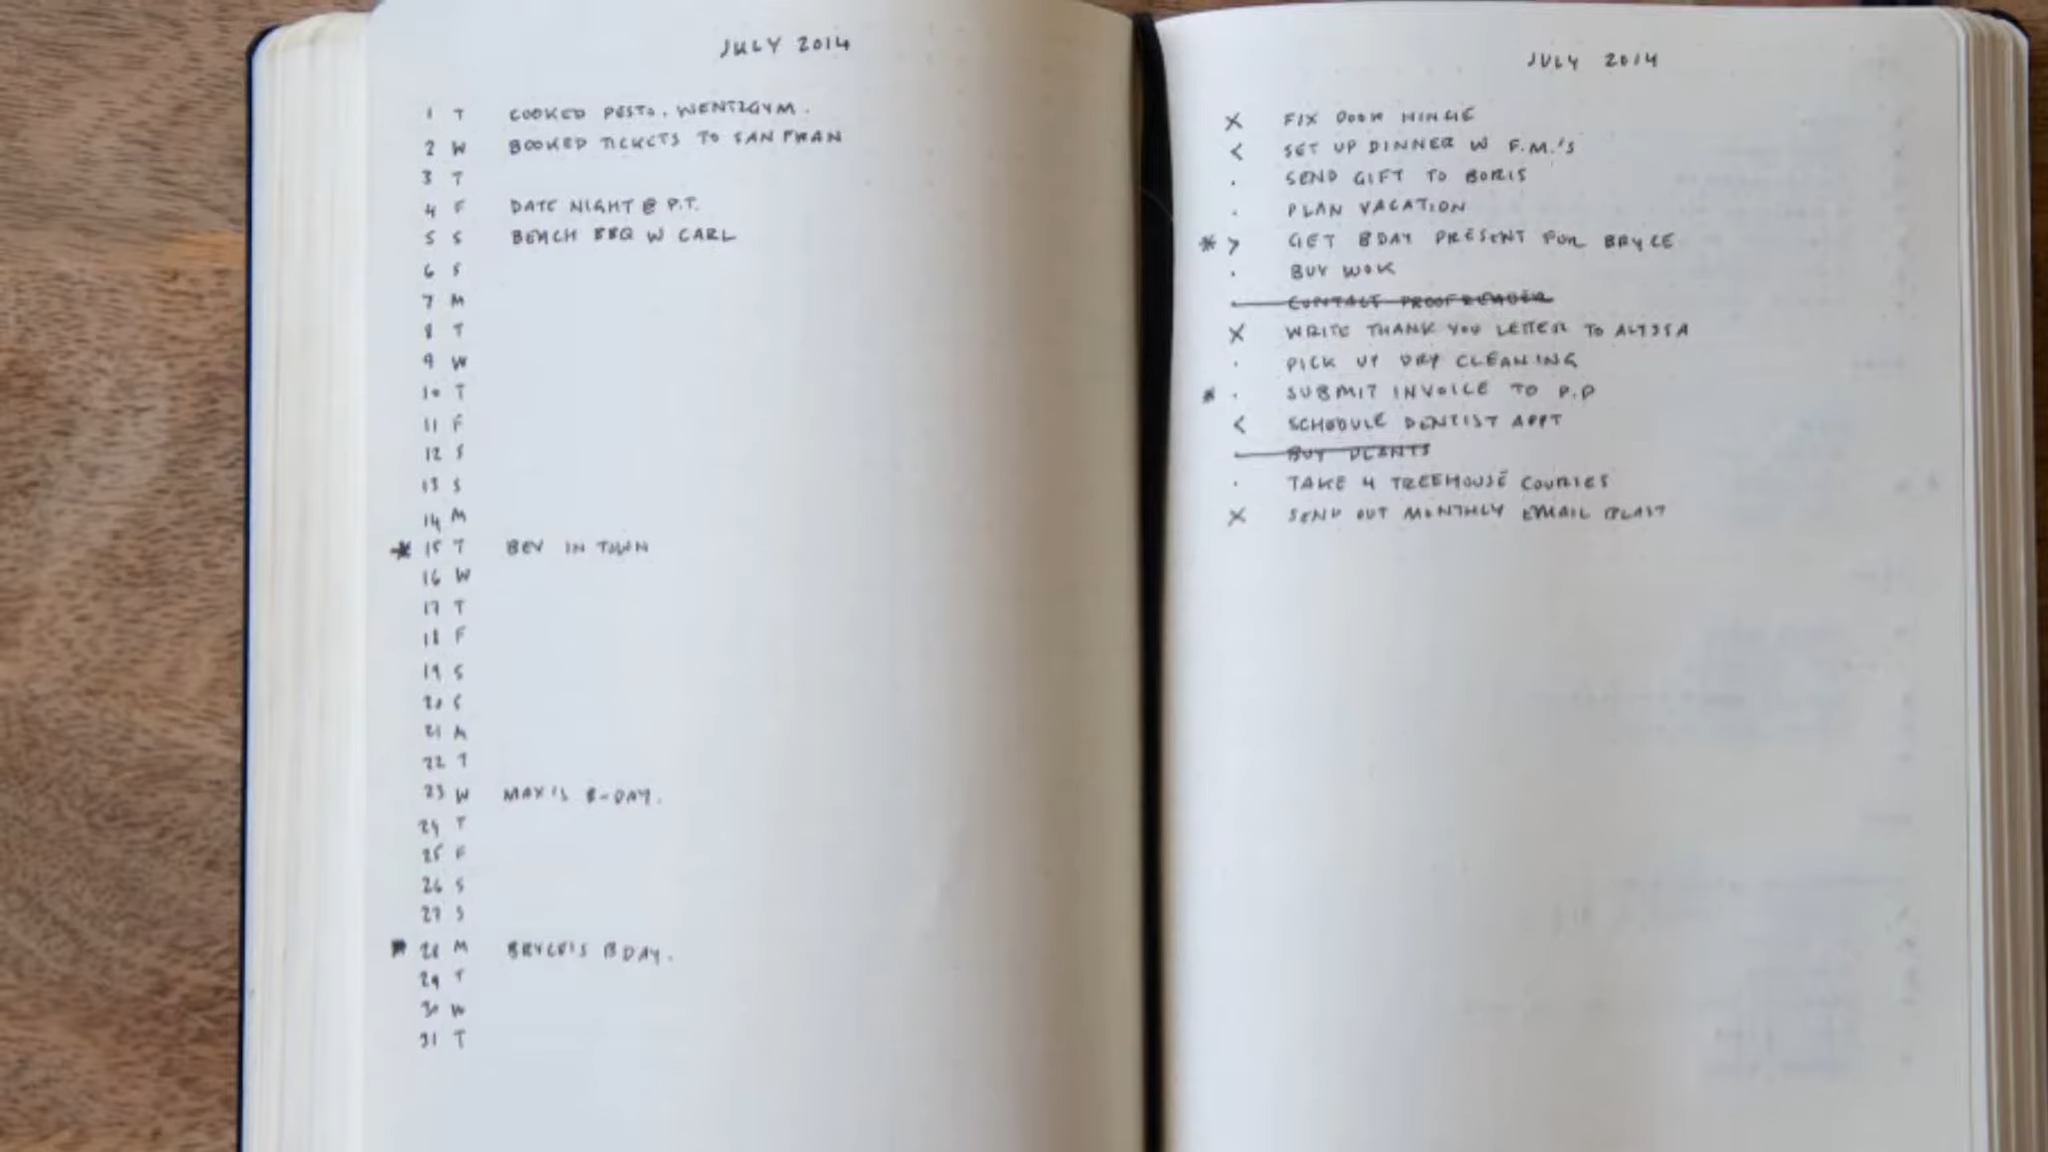 JULY 2014
1 T COOKED PESTO, WENT2GYM.
2 W BOOKED TICKETS TO SAN FRAN
3 T
4 F DATE NIGHT @ P.T.
5 S BEACH BBQ W CARL
6 S
7 M
8 T
9 W
10 T
11 F
12 S
13 S
14 M
* 15 T BEV IN TOWN
16 W
17 T
18 F
19 S
20 S
21 M
22 T
23 W MAX'S B-DAY.
24 T
25 F
26 S
27 S
* 28 M BRYCE'S BDAY.
29 T
30 W
31 T
JULY 2014
X FIX DOOR HINGE
< SET UP DINNER W F.M.'S
· SEND GIFT TO BORIS
· PLAN VACATION
* > GET BDAY PRESENT FOR BRYCE
· BUY WOK
· CONTACT PROOFREADER
X WRITE THANK YOU LETTER TO ALYSSA
· PICK UP DRY CLEANING
* · SUBMIT INVOICE TO P.P
< SCHEDULE DENTIST APPT
· BUY PLANTS
· TAKE 4 TREEHOUSE COURSES
X SEND OUT MONTHLY EMAIL BLAST